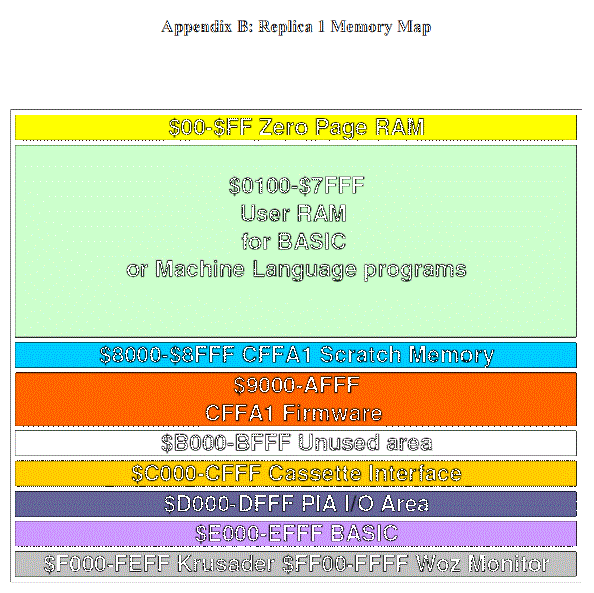 Appendix B: Replica 1 Memory Map
$00-$FF Zero Page RAM
$0100-$7FFF
User RAM
for BASIC
or Machine Language programs
$8000-$8FFF CFFA1 Scratch Memory
$9000-AFFF
CFFA1 Firmware
$B000-BFFF Unused area
$C000-CFFF Cassette Interface
$D000-DFFF PIA I/O Area
$E000-EFFF BASIC
$F000-FEFF Krusader $FF00-FFFF Woz Monitor